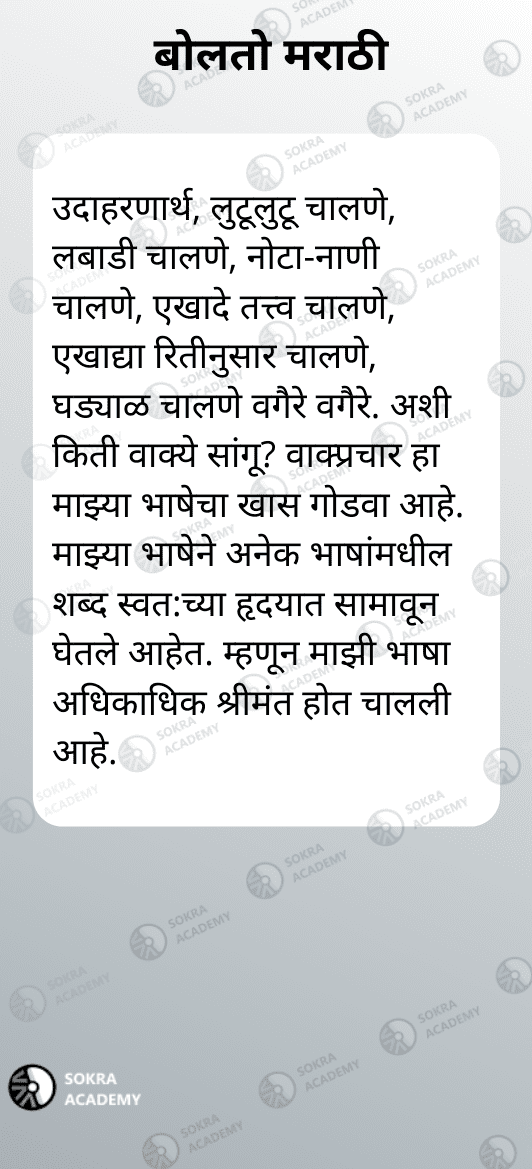 बोलतो मराठी
उदाहरणार्थ, लुटूलुटू चालणे,
लबाडी चालणे, नोटा-नाणी
चालणे, एखादे तत्त्व चालणे,
एखाद्या रितीनुसार चालणे,
घड्याळ चालणे वगैरे वगैरे. अशी
किती वाक्ये सांगू? वाक्प्रचार हा
माझ्या भाषेचा खास गोडवा आहे.
माझ्या भाषेने अनेक भाषांमधील
शब्द स्वत:च्या हृदयात सामावून
घेतले आहेत. म्हणून माझी भाषा
अधिकाधिक श्रीमंत होत चालली
आहे.
SOKRA
ACADEMY